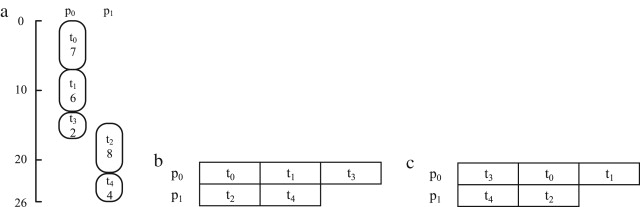 a
p₀ p₁
0
t₀
7
10
t₁
6
t₃
2
t₂
8
20
t₄
4
26
b
p₀ t₀ t₁ t₃
p₁ t₂ t₄
c
p₀ t₃ t₀ t₁
p₁ t₄ t₂